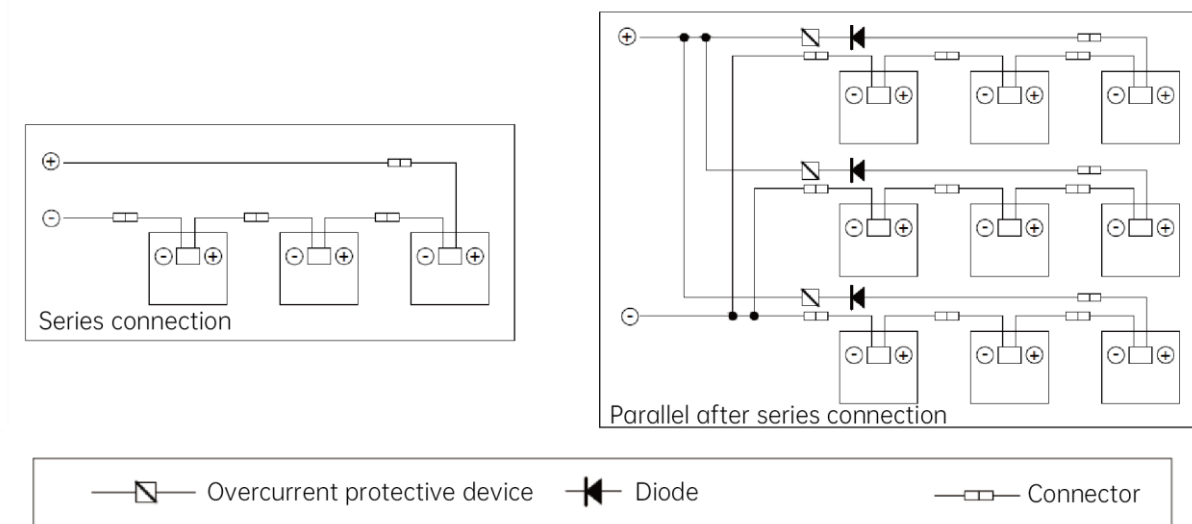 Series connection
Parallel after series connection
Overcurrent protective device
Diode
Connector